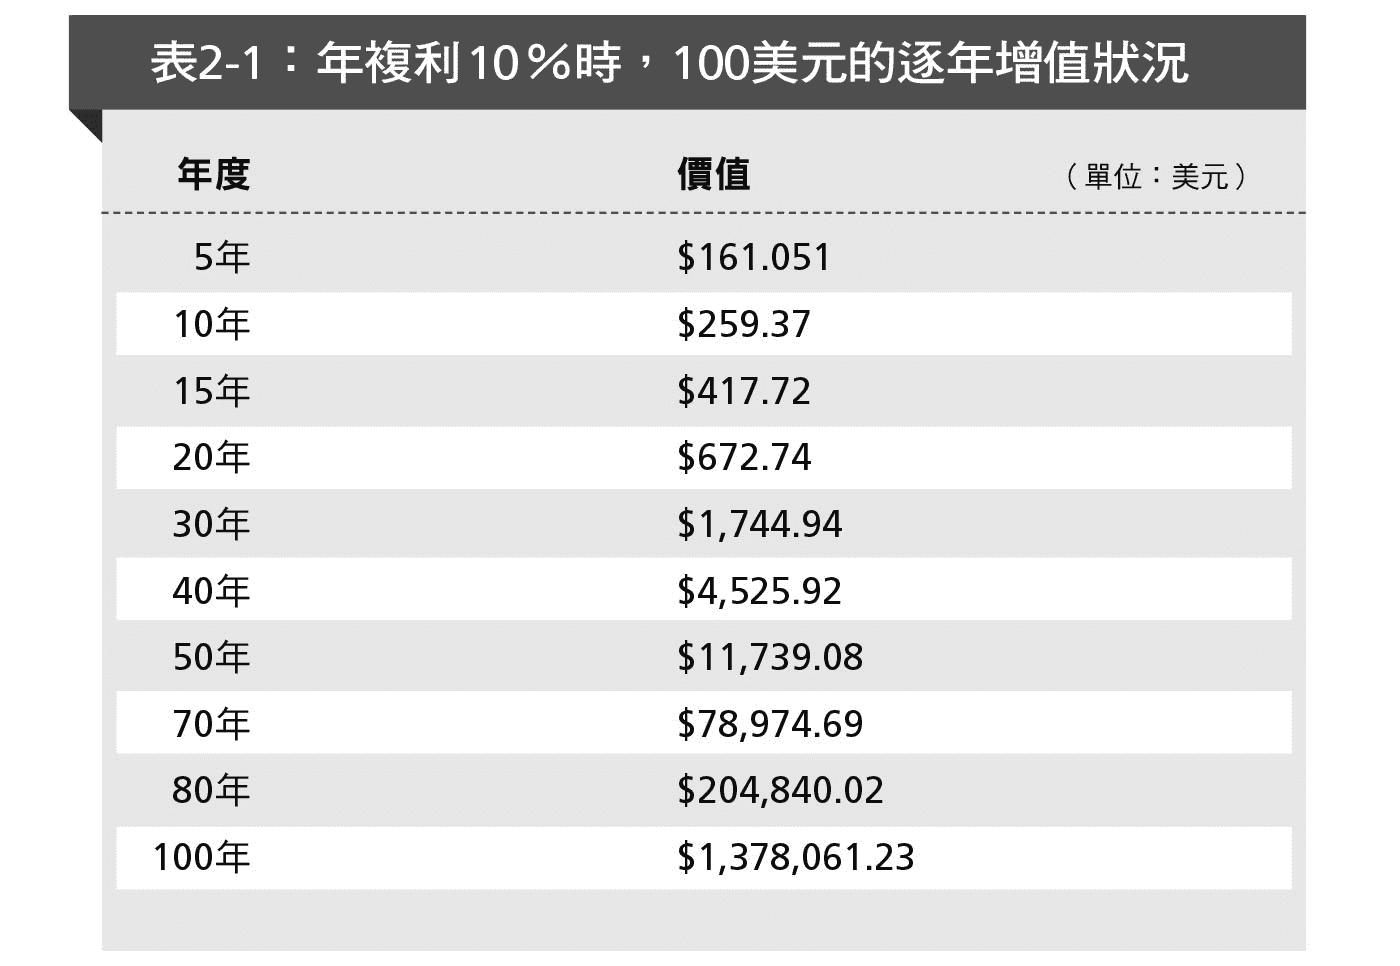 表2-1：年複利10％時，100美元的逐年增值狀況
年度 價值 （單位：美元）
5年 $161.051
10年 $259.37
15年 $417.72
20年 $672.74
30年 $1,744.94
40年 $4,525.92
50年 $11,739.08
70年 $78,974.69
80年 $204,840.02
100年 $1,378,061.23